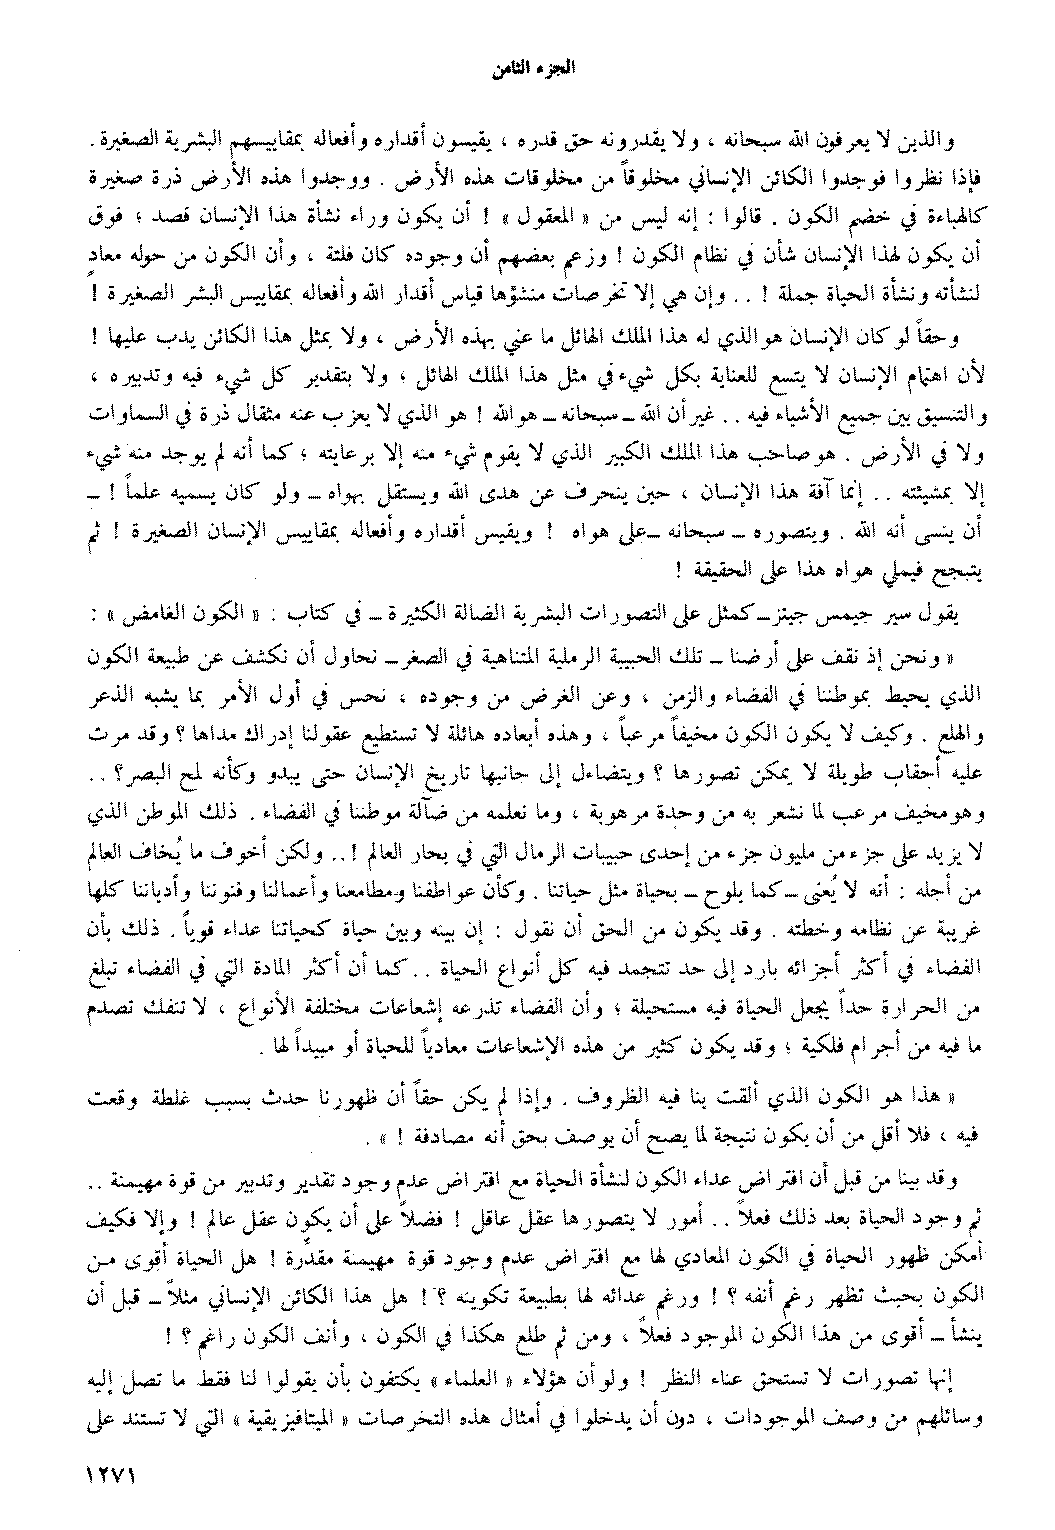 الجزء الثامن
والذين لا يعرفون الله سبحانه ، ولا يقدرونه حق قدره ، يقيسون أقداره وأفعاله بمقاييسهم البشرية الصغيرة .
فإذا نظروا فوجدوا الكائن الإنساني مخلوقاً من مخلوقات هذه الأرض . ووجدوا هذه الأرض ذرة صغيرة
كالهباءة في خضم الكون . قالوا : إنه ليس من « المعقول » ! أن يكون وراء نشأة هذا الإنسان قصد ؛ فوق
أن يكون لهذا الإنسان شأن في نظام الكون ! وزعم بعضهم أن وجوده كان فلتة ، وأن الكون من حوله معادٍ
لنشأته ونشأة الحياة جملة ! .. وإن هي إلا تخرصات منشؤها قياس أقدار الله وأفعاله بمقاييس البشر الصغيرة !
وحقاً لو كان الإنسان هو الذي له هذا الملك الهائل ما عني بهذه الأرض ، ولا بمثل هذا الكائن يدب عليها !
لأن اهتمام الإنسان لا يتسع للعناية بكل شيء في مثل هذا الملك الهائل ، ولا بتقدير كل شيء فيه وتدبيره ،
والتنسيق بين جميع الأشياء فيه .. غير أن الله ــ سبحانه ــ هو الله ! هو الذي لا يعزب عنه مثقال ذرة في السماوات
ولا في الأرض . هو صاحب هذا الملك الكبير الذي لا يقوم شيء منه إلا برعايته ؛ كما أنه لم يوجد منه شيء
إلا بمشيئته .. إنما آفة هذا الإنسان ، حين ينحرف عن هدى الله ويستقل بهواه ــ ولو كان يسميه علماً ! ــ
أن ينسى أنه الله . ويتصوره ــ سبحانه ــ على هواه ! ويقيس أقداره وأفعاله بمقاييس الإنسان الصغيرة ! ثم
يتبجح فيملي هواه هذا على الحقيقة !
يقول سير جيمس جينز ــ كمثل على التصورات البشرية الضالة الكثيرة ــ في كتاب : « الكون الغامض » :
« ونحن إذ نقف على أرضنا ــ تلك الحبيبة الرملية المتناهية في الصغر ــ نحاول أن نكشف عن طبيعة الكون
الذي يحيط بموطننا في الفضاء والزمن ، وعن الغرض من وجوده ، نحس في أول الأمر بما يشبه الذعر
والهلع . وكيف لا يكون الكون مخيفاً مرعباً ، وهذه أبعاده هائلة لا تستطيع عقولنا إدراك مداها ؟ وقد مرت
عليه أحقاب طويلة لا يمكن تصورها ؟ ويتضاءل إلى جانبها تاريخ الإنسان حتى يبدو وكأنه لمح البصر؟ ..
وهو مخيف مرعب لما نشعر به من وحدة مرهوبة ، وما نعلمه من ضآلة موطننا في الفضاء . ذلك الموطن الذي
لا يزيد على جزء من مليون جزء من إحدى حبيبات الرمال التي في بحار العالم ! .. ولكن أخوف ما يُخاف العالم
من أجله : أنه لا يُعنى ــ كما يلوح ــ بحياة مثل حياتنا . وكأن عواطفنا ومطامعنا وأعمالنا وفنوننا وأدياننا كلها
غريبة عن نظامه وخطته . وقد يكون من الحق أن نقول : إن بينه وبين حياة كحياتنا عداء قوياً . ذلك بأن
الفضاء في أكثر أجزائه بارد إلى حد تتجمد فيه كل أنواع الحياة .. كما أن أكثر المادة التي في الفضاء تبلغ
من الحرارة حداً يجعل الحياة فيه مستحيلة ؛ وأن الفضاء تذرعه إشعاعات مختلفة الأنواع ، لا تنفك تصدم
ما فيه من أجرام فلكية ؛ وقد يكون كثير من هذه الإشعاعات معادياً للحياة أو مبيداً لها .
« هذا هو الكون الذي ألقت بنا فيه الظروف . وإذا لم يكن حقاً أن ظهورنا حدث بسبب غلطة وقعت
فيه ، فلا أقل من أن يكون نتيجة لما يصح أن يوصف بحق أنه مصادفة ! » .
وقد بينا من قبل أن افتراض عداء الكون لنشأة الحياة مع افتراض عدم وجود تقدير وتدبير من قوة مهيمنة ..
ثم وجود الحياة بعد ذلك فعلاً .. أمور لا يتصورها عقل عاقل ! فضلاً على أن يكون عقل عالم ! وإلا فكيف
أمكن ظهور الحياة في الكون المعادي لها مع افتراض عدم وجود قوة مهيمنة مقدّرة ! هل الحياة أقوى من
الكون بحيث تظهر رغم أنفه ؟ ! ورغم عدائه لها بطبيعة تكوينه ؟ ! هل هذا الكائن الإنساني مثلاً ــ قبل أن
ينشأ ــ أقوى من هذا الكون الموجود فعلاً ، ومن ثم طلع هكذا في الكون ، وأنف الكون راغم ؟ !
إنها تصورات لا تستحق عناء النظر ! ولو أن هؤلاء « العلماء » يكتفون بأن يقولوا لنا فقط ما تصل إليه
وسائلهم من وصف الموجودات ، دون أن يدخلوا في أمثال هذه التخرصات « الميتافيزيقية » التي لا تستند على
١٢٧١